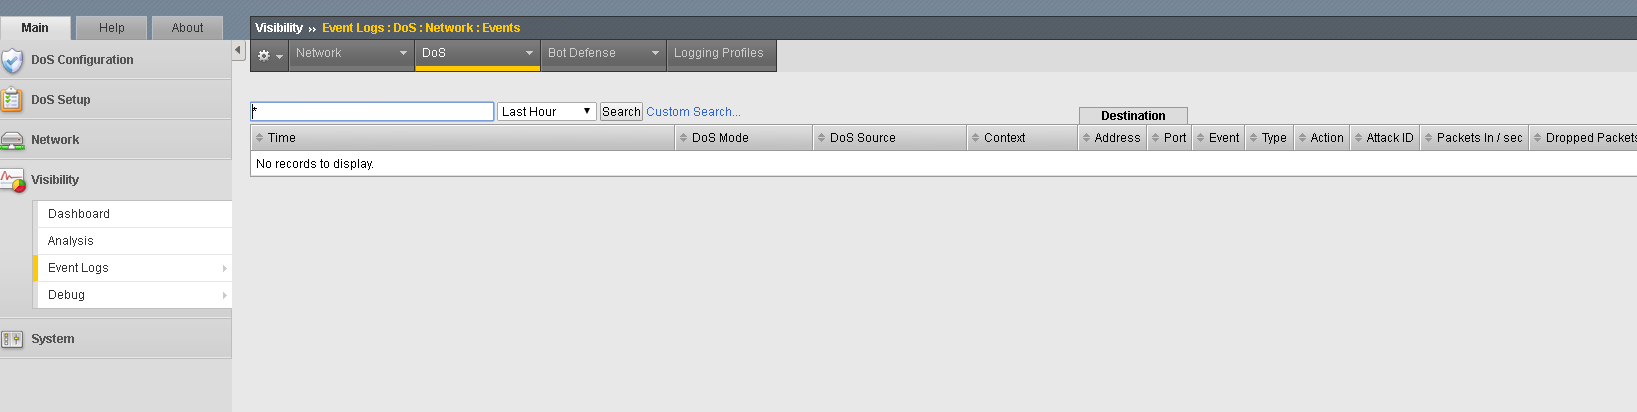 Main Help About
Visibility ›› Event Logs : DoS : Network : Events
DoS Configuration
DoS Setup
Network
Visibility
Dashboard
Analysis
Event Logs
Debug
System
Network DoS Bot Defense Logging Profiles
* Last Hour Search Custom Search...
Destination
Time DoS Mode DoS Source Context Address Port Event Type Action Attack ID Packets In / sec Dropped Packets
No records to display.